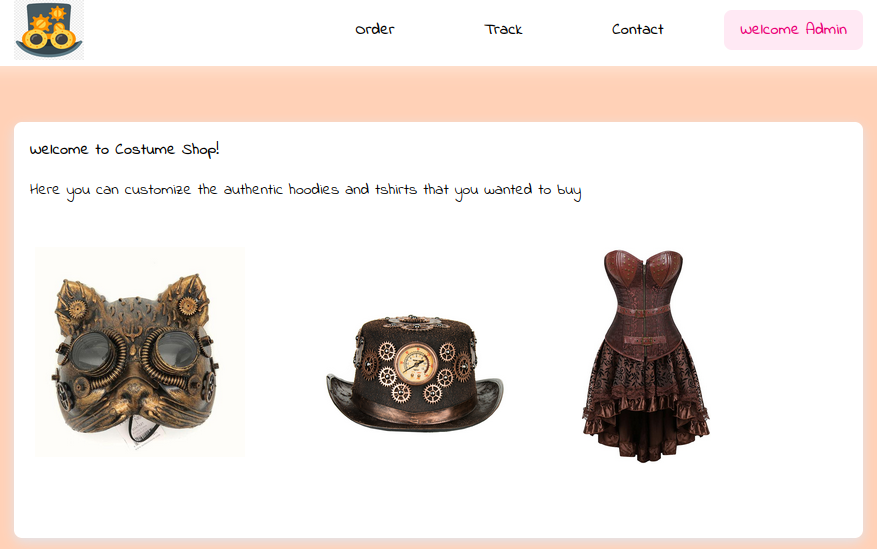 Order
Track
Contact
Welcome Admin
Welcome to Costume Shop!
Here you can customize the authentic hoodies and tshirts that you wanted to buy